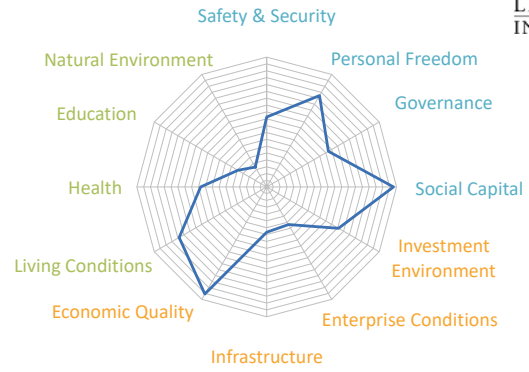 Safety & Security
Natural Environment
Personal Freedom
Education
Governance
Health
Social Capital
Living Conditions
Investment
Environment
Economic Quality
Enterprise Conditions
Infrastructure